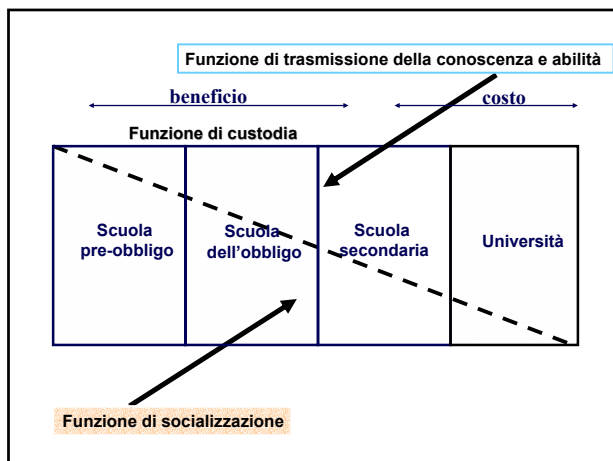 Funzione di trasmissione della conoscenza e abilità
beneficio costo
Funzione di custodia
Scuola pre-obbligo
Scuola dell'obbligo
Scuola secondaria
Università
Funzione di socializzazione